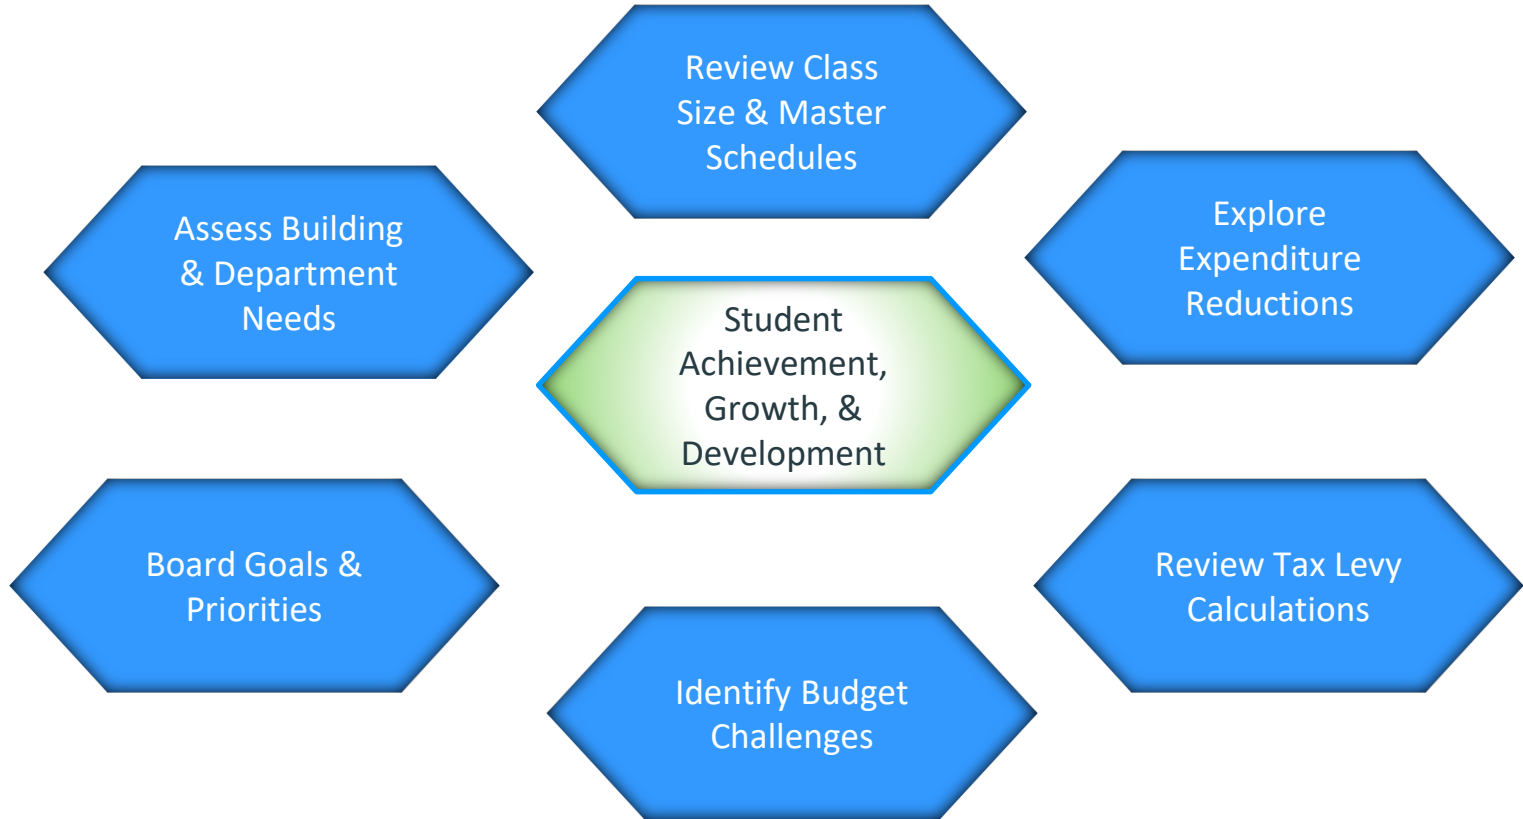 Review Class
Size & Master
Schedules
Assess Building
& Department
Needs
Explore
Expenditure
Reductions
Student
Achievement,
Growth, &
Development
Board Goals &
Priorities
Review Tax Levy
Calculations
Identify Budget
Challenges